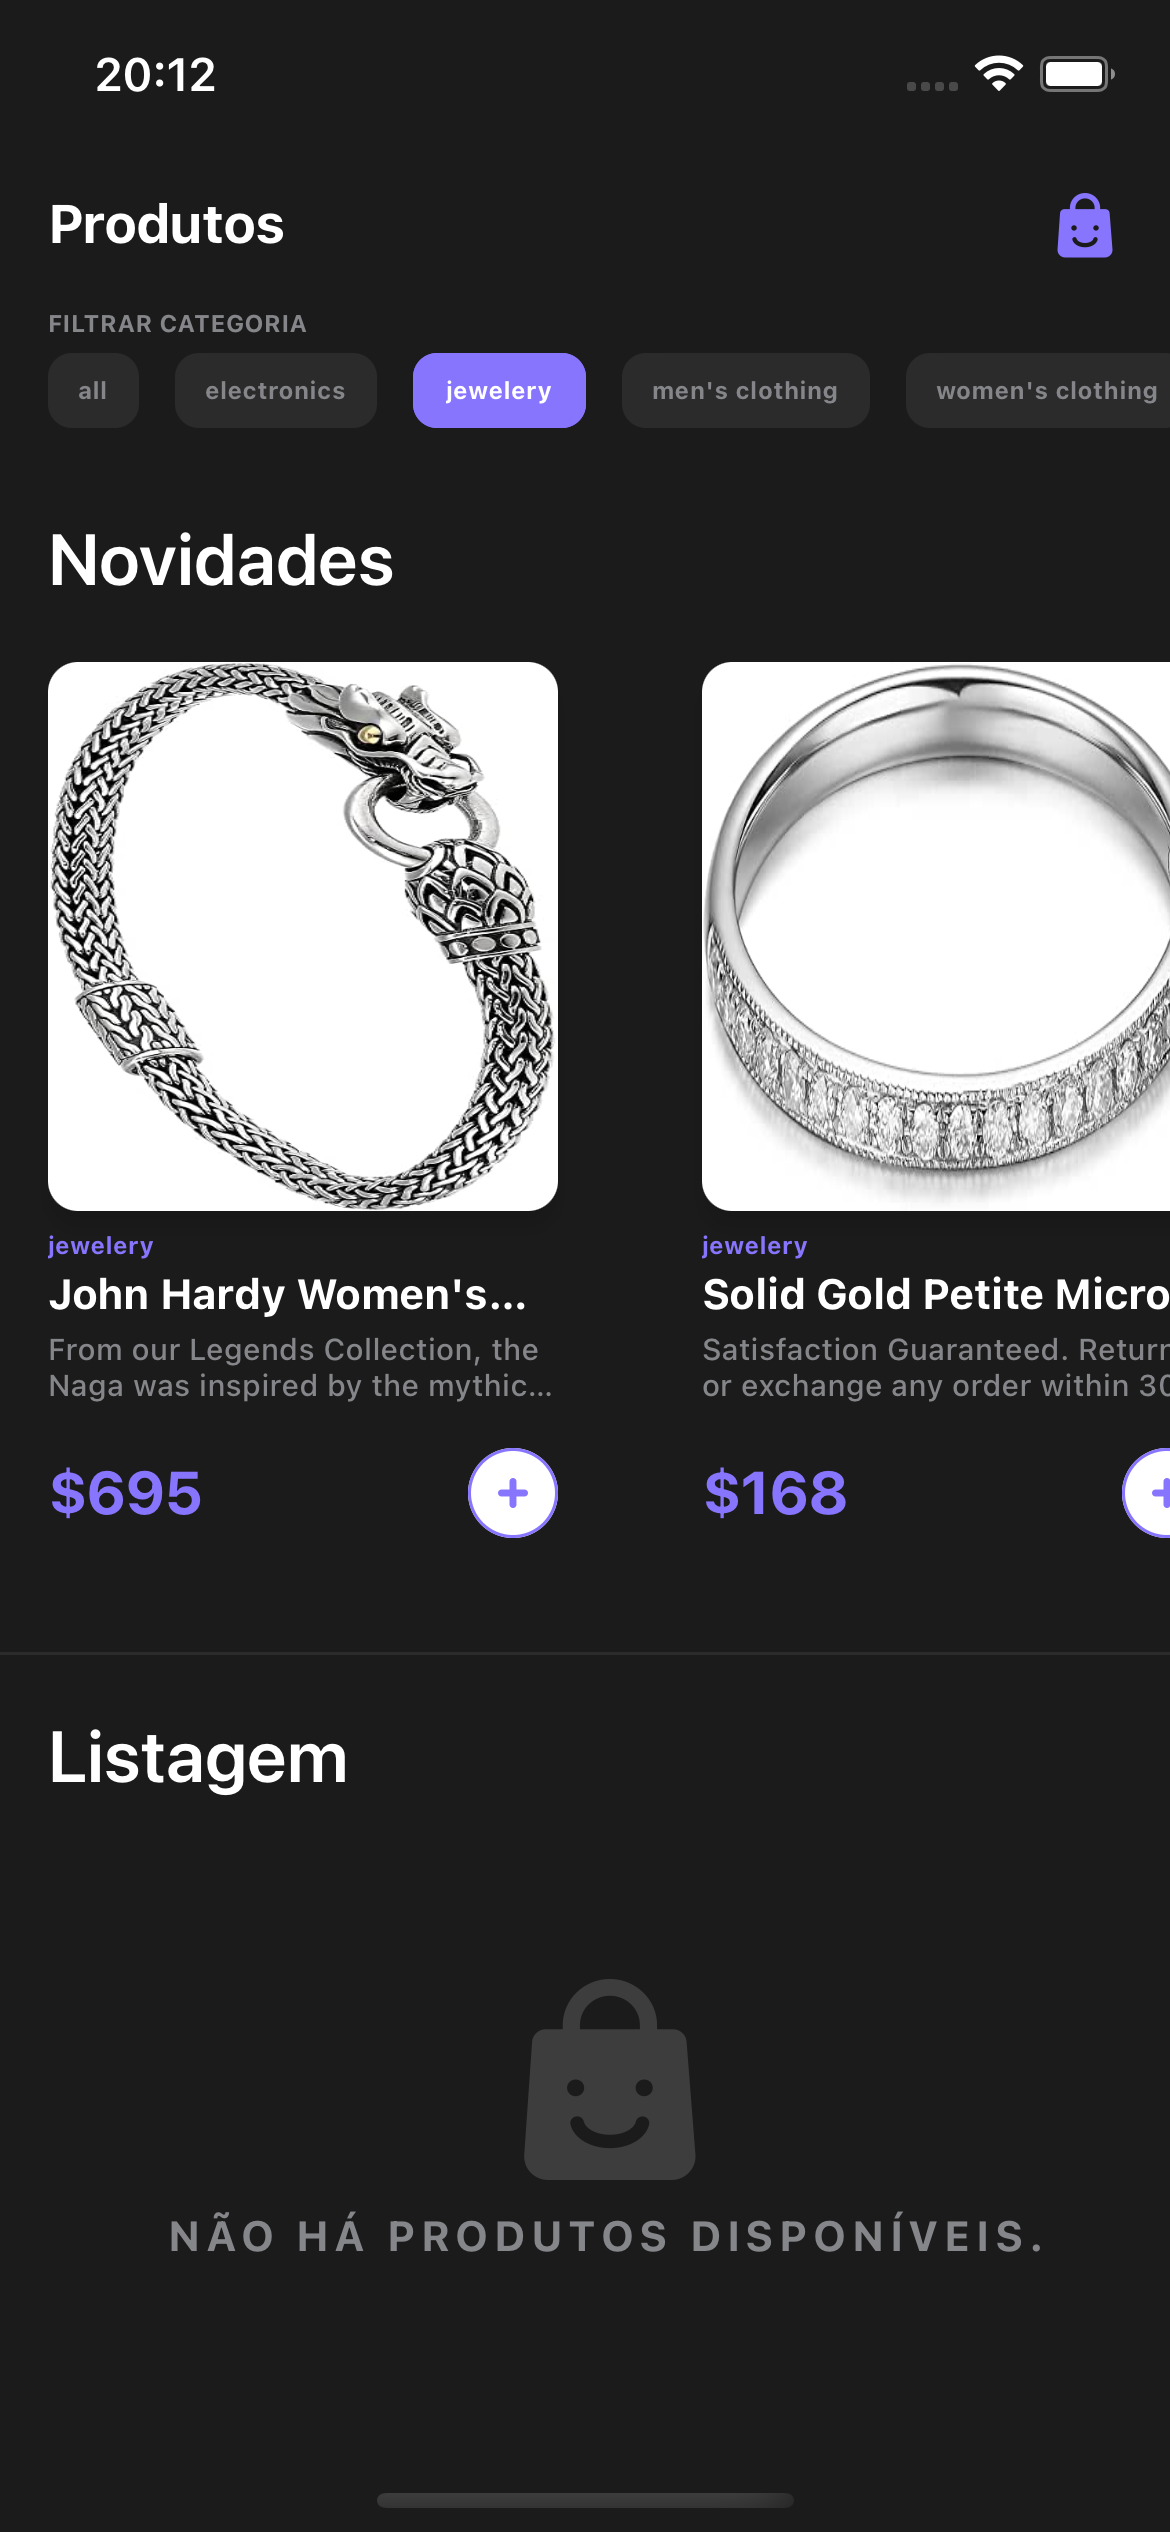 20:12
Produtos
FILTRAR CATEGORIA
all
electronics
jewelery
men's clothing
women's clothing
Novidades
jewelery
John Hardy Women's...
From our Legends Collection, the
Naga was inspired by the mythic...
$695
jewelery
Solid Gold Petite Micro
Satisfaction Guaranteed. Return
or exchange any order within 30
$168
Listagem
NÃO HÁ PRODUTOS DISPONÍVEIS.